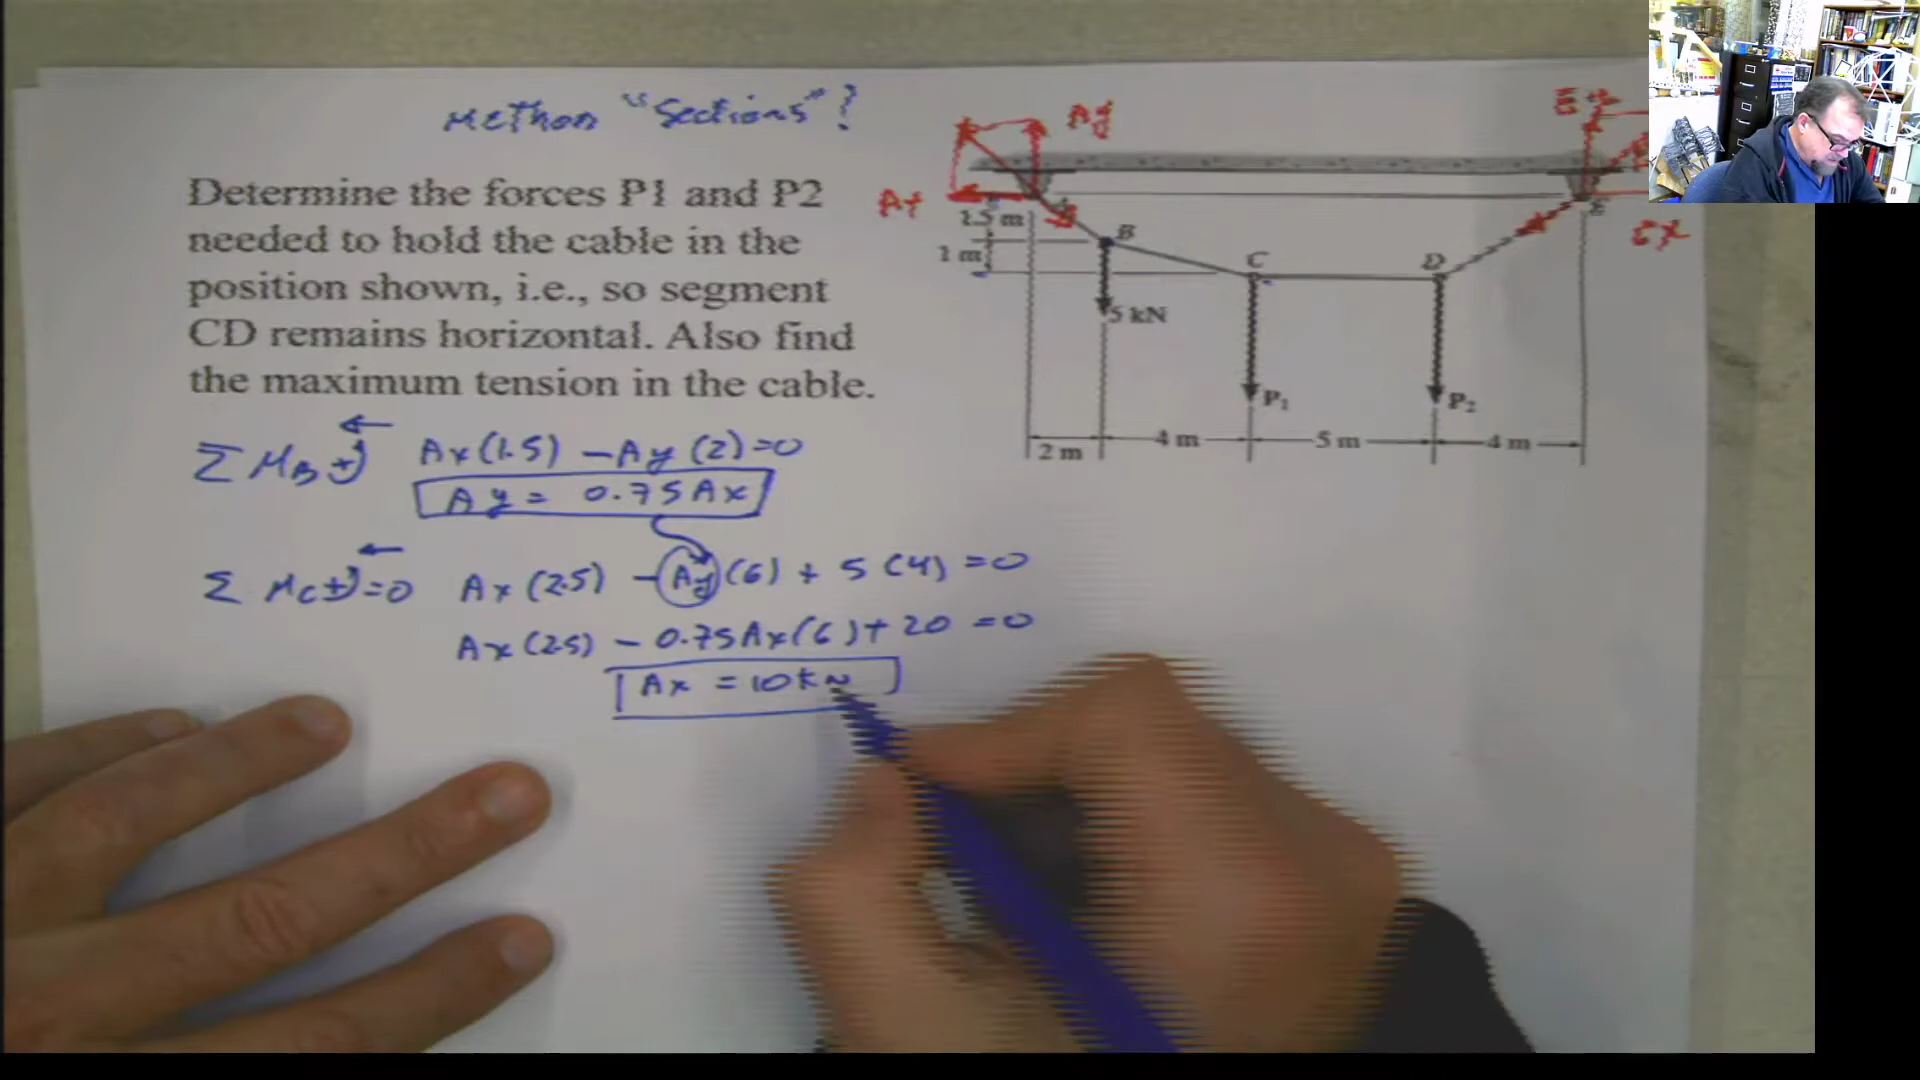 METHOD "Sections"?
Determine the forces P1 and P2
needed to hold the cable in the
position shown, i.e., so segment
CD remains horizontal. Also find
the maximum tension in the cable.
Ay
Ax
Ey
Ex
1.5 m
1 m
A
B
C
D
E
5 kN
P₁
P₂
2 m
4 m
5 m
4 m
Σ MB + Ax(1.5) - Ay(2)=0
Ay = 0.75Ax
Σ Mc + =0 Ax(2.5) - Ay(6) + 5(4) =0
Ax(2.5) - 0.75Ax(6)+ 20 =0
Ax = 10kN